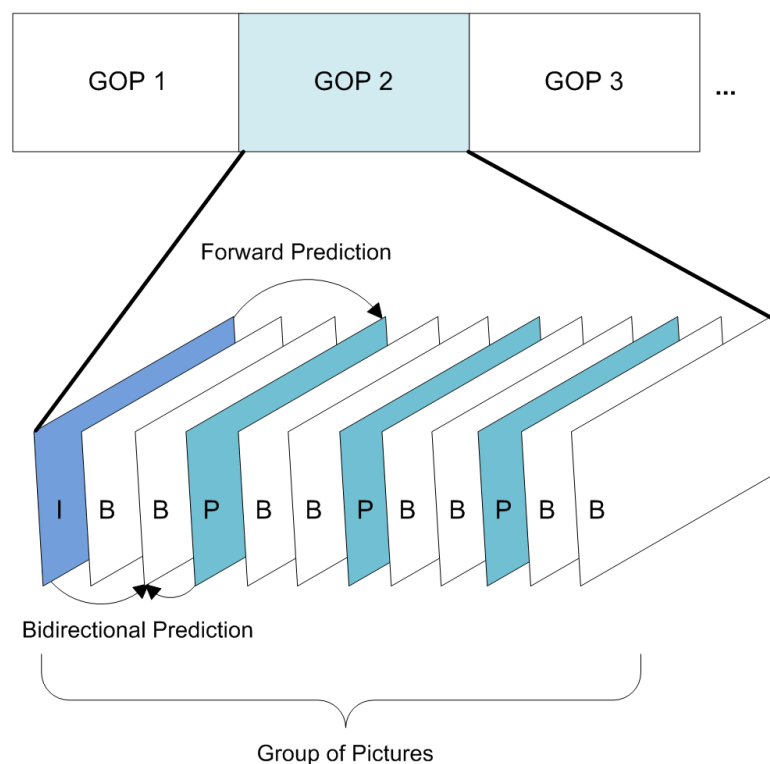 GOP 1 GOP 2 GOP 3 ...
Forward Prediction
I B B P B B P B B P B B
Bidirectional Prediction
Group of Pictures